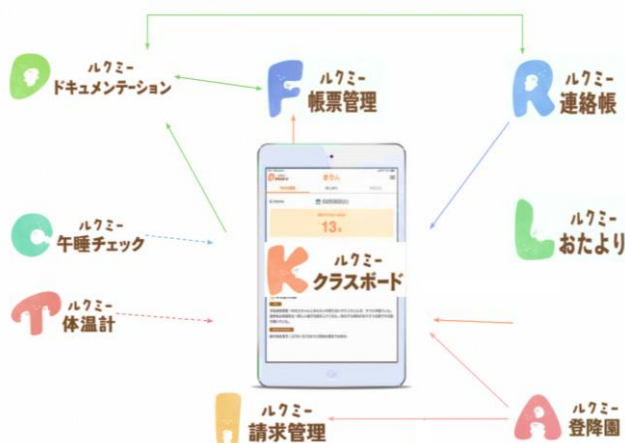 D ルクミー
ドキュメンテーション
F ルクミー
帳票管理
R ルクミー
連絡帳
C ルクミー
午睡チェック
K ルクミー
クラスボード
13
L ルクミー
おたより
T ルクミー
体温計
I ルクミー
請求管理
A ルクミー
登降園